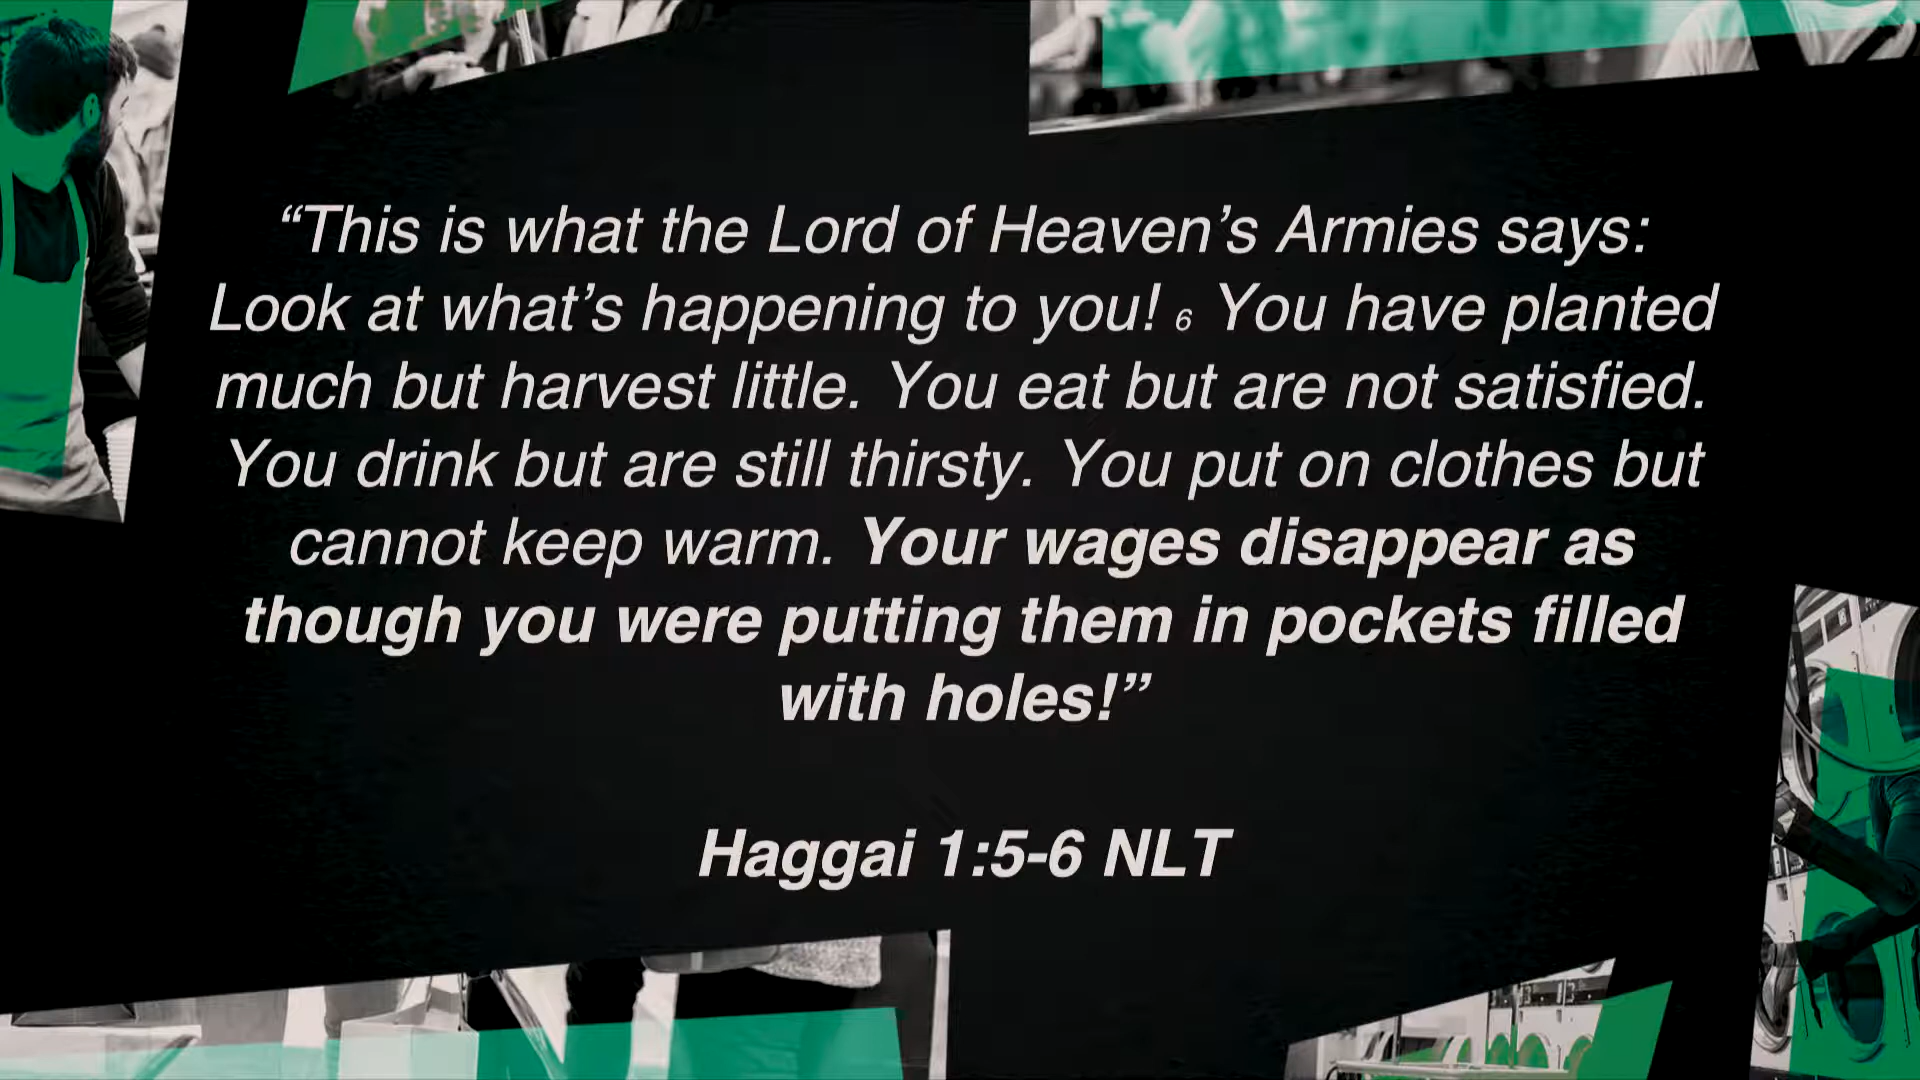 “This is what the Lord of Heaven’s Armies says:
Look at what’s happening to you! 6 You have planted
much but harvest little. You eat but are not satisfied.
You drink but are still thirsty. You put on clothes but
cannot keep warm. Your wages disappear as
though you were putting them in pockets filled
with holes!”
Haggai 1:5-6 NLT